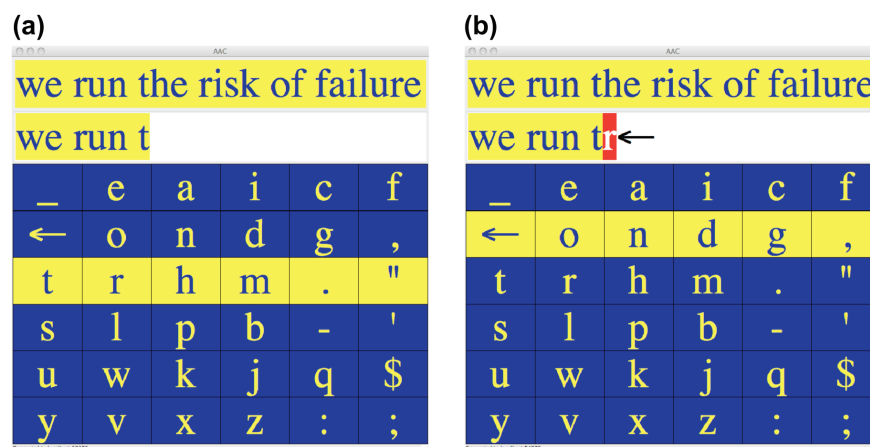 (a) (b)
AAC AAC
we run the risk of failure we run the risk of failure
we run t we run tr←
_ e a i c f _ e a i c f
← o n d g , ← o n d g ,
t r h m . " t r h m . "
s l p b - ' s l p b - '
u w k j q $ u w k j q $
y v x z : ; y v x z : ;